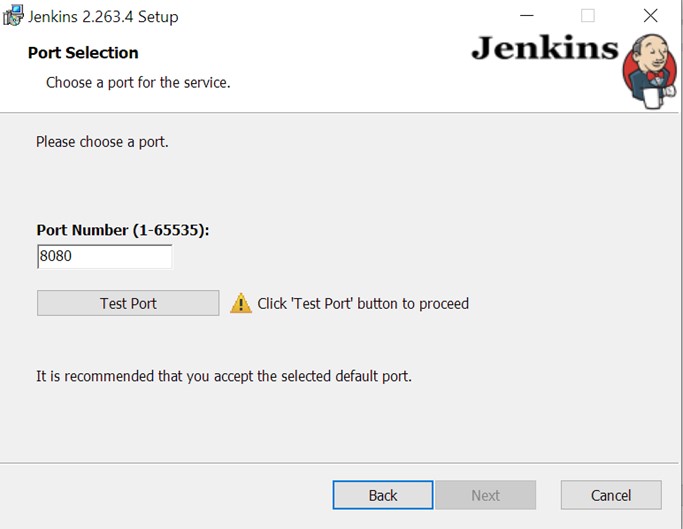 Jenkins 2.263.4 Setup
Port Selection
Choose a port for the service.
Jenkins
Please choose a port.
Port Number (1-65535):
8080
Test Port
Click 'Test Port' button to proceed
It is recommended that you accept the selected default port.
Back
Next
Cancel